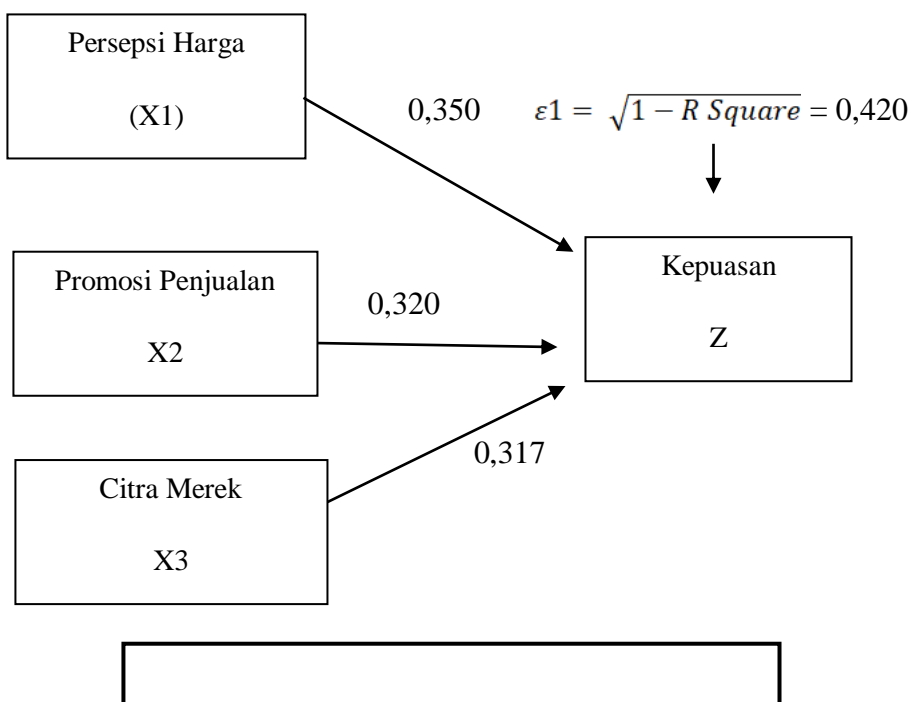 Persepsi Harga
(X1)
0,350
ε1 = √1 − R Square = 0,420
Promosi Penjualan
X2
0,320
Kepuasan
Z
Citra Merek
X3
0,317